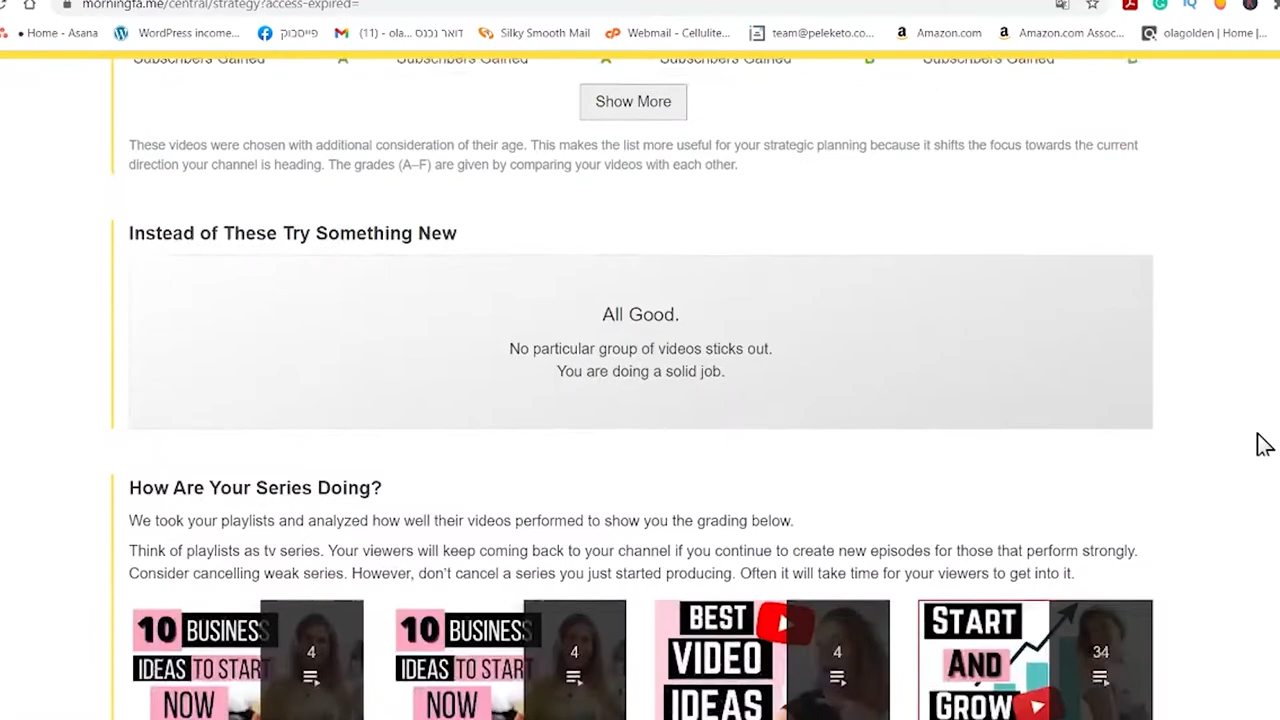 morningfa.me/central/strategy?access-expired=
Home - Asana WordPress income... פייסבוק (11) - ola... דואר נכנס Silky Smooth Mail Webmail - Cellulite... team@peleketo.co... Amazon.com Amazon.com Assoc... olagolden | Home |...
Subscribers Gained A Subscribers Gained A Subscribers Gained B Subscribers Gained B
Show More
These videos were chosen with additional consideration of their age. This makes the list more useful for your strategic planning because it shifts the focus towards the current
direction your channel is heading. The grades (A–F) are given by comparing your videos with each other.
Instead of These Try Something New
All Good.
No particular group of videos sticks out.
You are doing a solid job.
How Are Your Series Doing?
We took your playlists and analyzed how well their videos performed to show you the grading below.
Think of playlists as tv series. Your viewers will keep coming back to your channel if you continue to create new episodes for those that perform strongly.
Consider cancelling weak series. However, don't cancel a series you just started producing. Often it will take time for your viewers to get into it.
10 BUSINESS
IDEAS TO START
NOW
4
10 BUSINESS
IDEAS TO START
NOW
4
BEST
VIDEO
IDEAS
4
START
AND
GROW
34